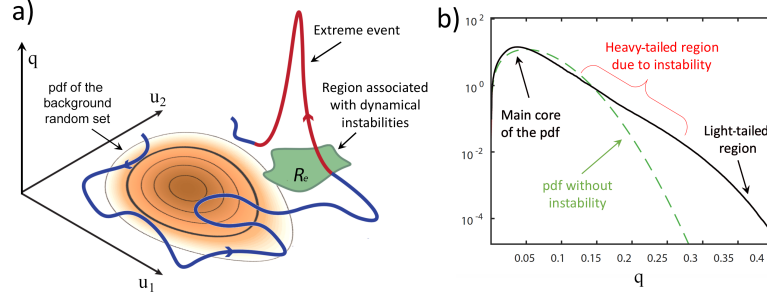 a)
q
u2
u1
pdf of the
background
random set
Extreme event
Region associated
with dynamical
instabilities
Re
b)
10^2
10^0
10^-2
10^-4
Heavy-tailed region
due to instability
Main core
of the pdf
Light-tailed
region
pdf without
instability
0.05 0.1 0.15 0.2 0.25 0.3 0.35 0.4
q